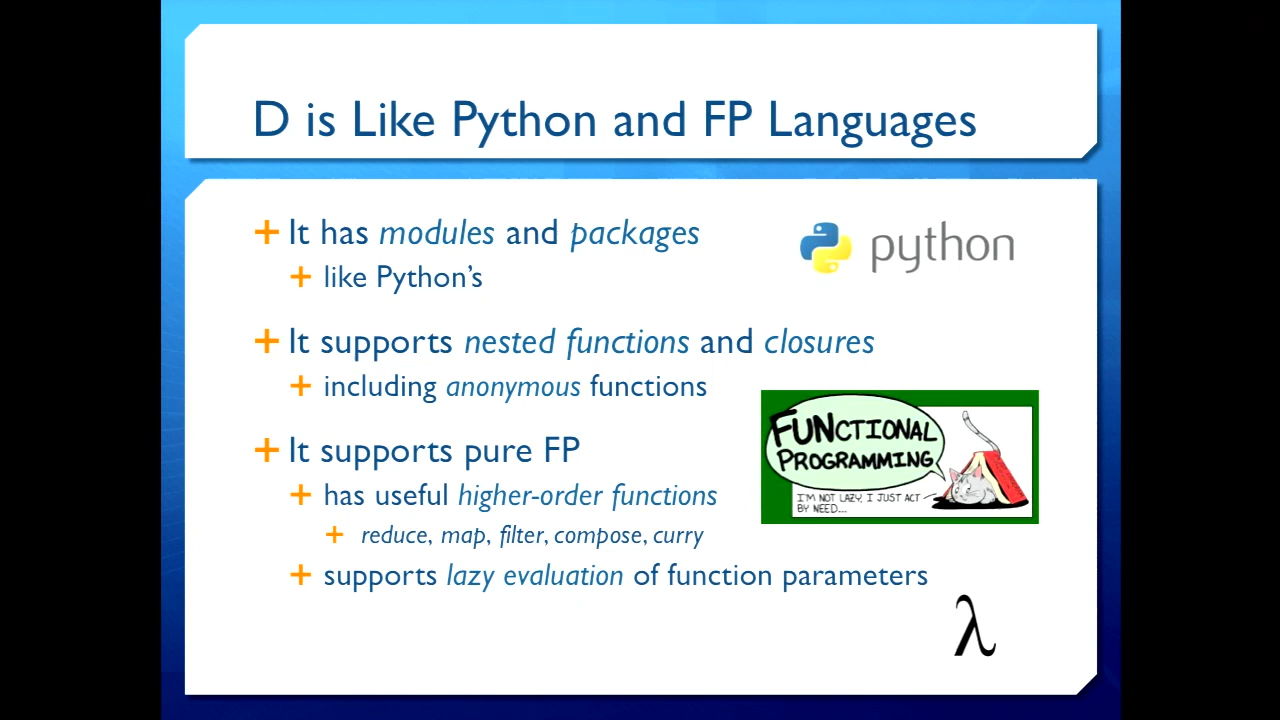 D is Like Python and FP Languages
It has modules and packages
like Python's
python
It supports nested functions and closures
including anonymous functions
FUNCTIONAL
PROGRAMMING
I'M NOT LAZY, I JUST ACT
BY NEED...
It supports pure FP
has useful higher-order functions
reduce, map, filter, compose, curry
supports lazy evaluation of function parameters
λ